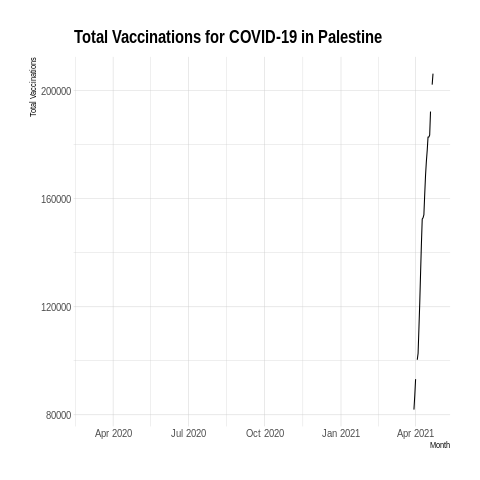 Total Vaccinations for COVID-19 in Palestine
Total Vaccinations
200000
160000
120000
80000
Apr 2020 Jul 2020 Oct 2020 Jan 2021 Apr 2021
Month